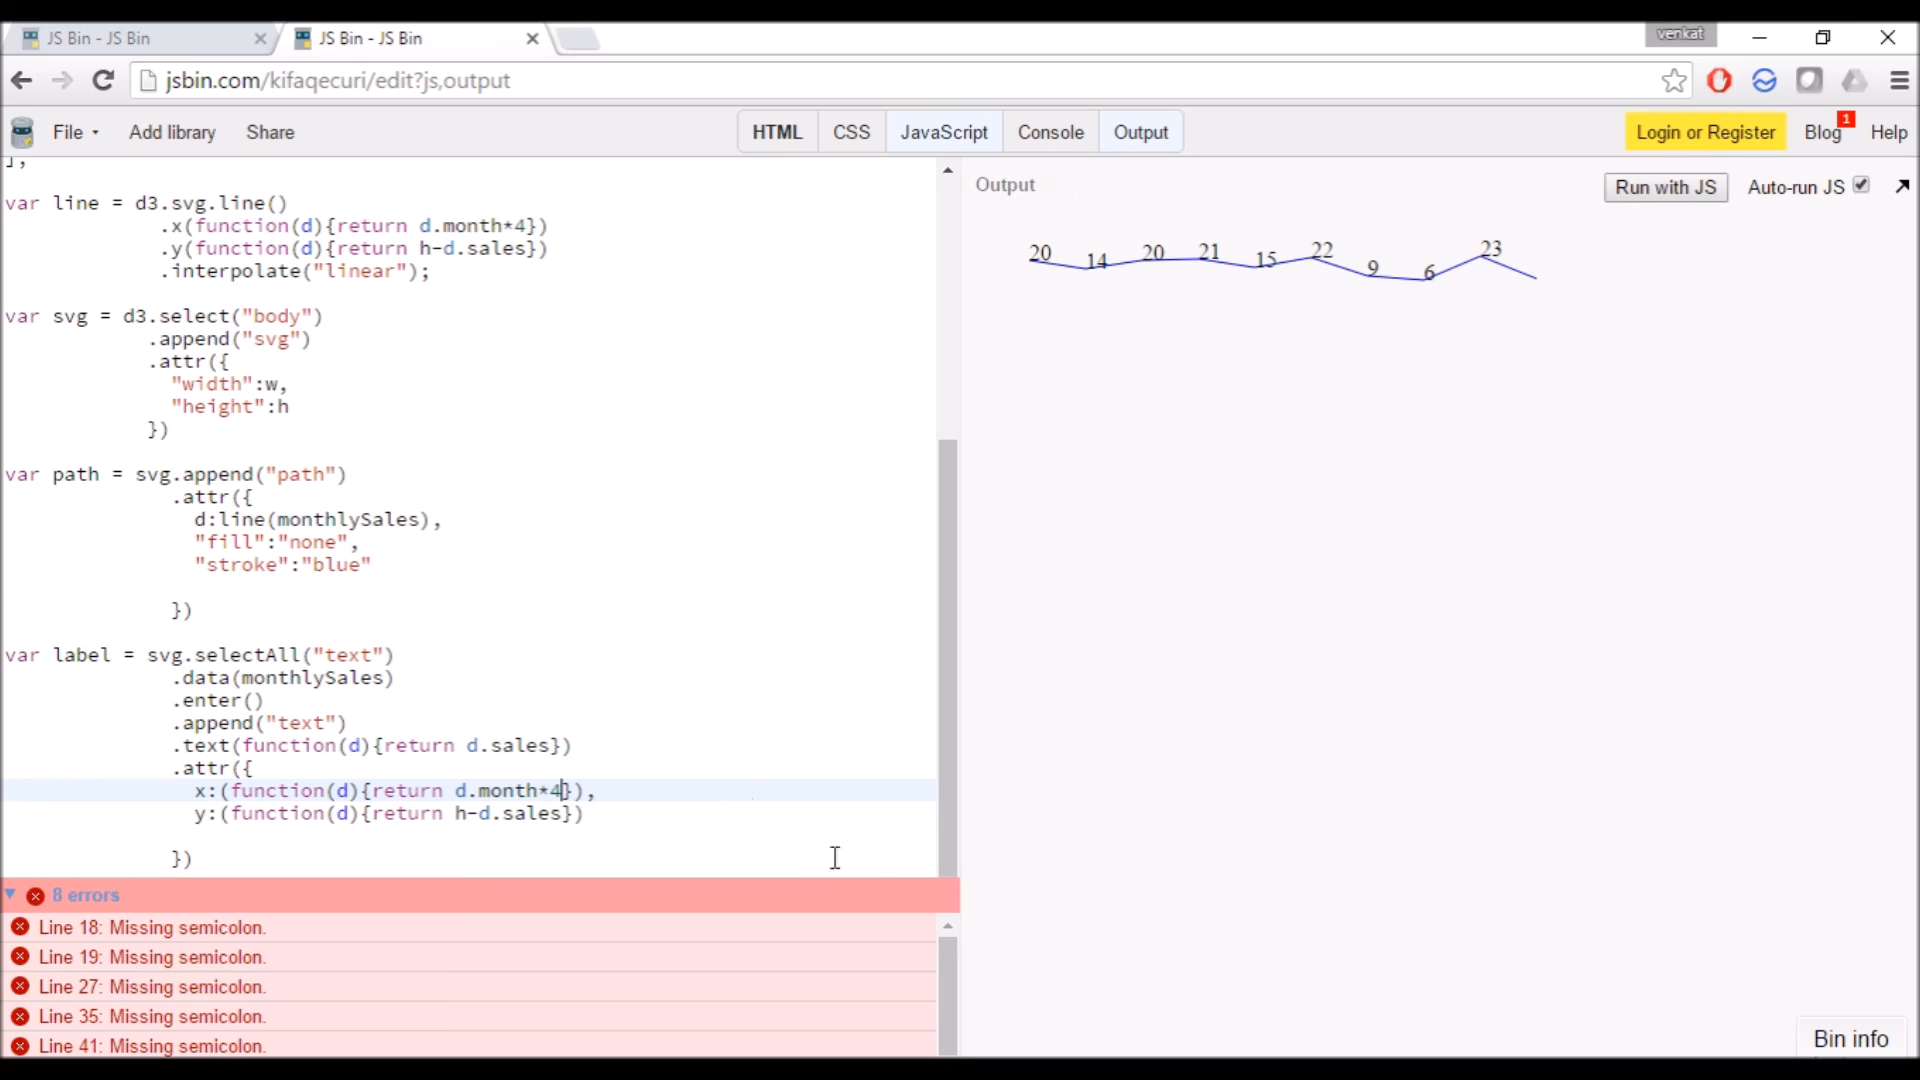 JS Bin - JS Bin
JS Bin - JS Bin
venkat
jsbin.com/kifaqecuri/edit?js,output
File Add library Share HTML CSS JavaScript Console Output Login or Register Blog 1 Help
];
var line = d3.svg.line()
.x(function(d){return d.month*4})
.y(function(d){return h-d.sales})
.interpolate("linear");
var svg = d3.select("body")
.append("svg")
.attr({
"width":w,
"height":h
})
var path = svg.append("path")
.attr({
d:line(monthlySales),
"fill":"none",
"stroke":"blue"
})
var label = svg.selectAll("text")
.data(monthlySales)
.enter()
.append("text")
.text(function(d){return d.sales})
.attr({
x:(function(d){return d.month*4}),
y:(function(d){return h-d.sales})
})
8 errors
Line 18: Missing semicolon.
Line 19: Missing semicolon.
Line 27: Missing semicolon.
Line 35: Missing semicolon.
Line 41: Missing semicolon.
Output
Run with JS Auto-run JS
20 14 20 21 15 22 9 6 23
Bin info